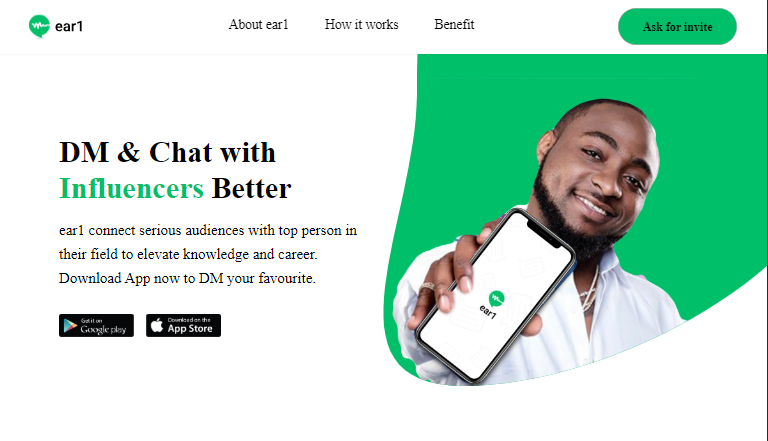 ear1
About ear1
How it works
Benefit
Ask for invite
DM & Chat with
Influencers Better
ear1 connect serious audiences with top person in
their field to elevate knowledge and career.
Download App now to DM your favourite.
Get it on
Google play
Download on the
App Store
ear1